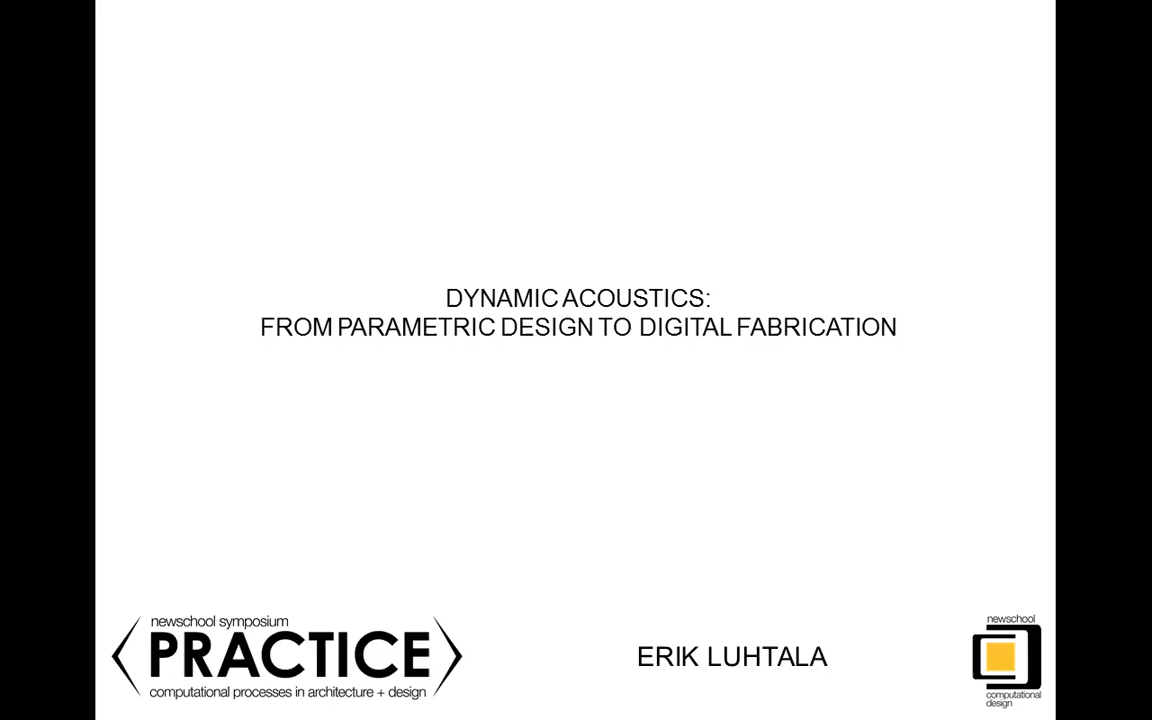 DYNAMIC ACOUSTICS:
FROM PARAMETRIC DESIGN TO DIGITAL FABRICATION
newschool symposium
PRACTICE
computational processes in architecture + design
ERIK LUHTALA
newschool
computational
design